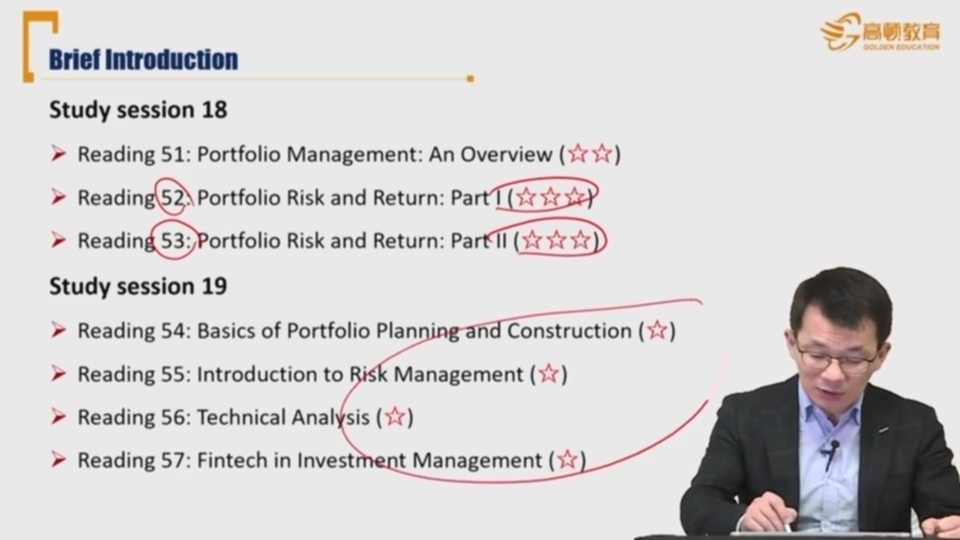 Brief Introduction
高顿教育
GOLDEN EDUCATION
Study session 18
Reading 51: Portfolio Management: An Overview (☆☆)
Reading 52: Portfolio Risk and Return: Part I (☆☆☆)
Reading 53: Portfolio Risk and Return: Part II (☆☆☆)
Study session 19
Reading 54: Basics of Portfolio Planning and Construction (☆)
Reading 55: Introduction to Risk Management (☆)
Reading 56: Technical Analysis (☆)
Reading 57: Fintech in Investment Management (☆)